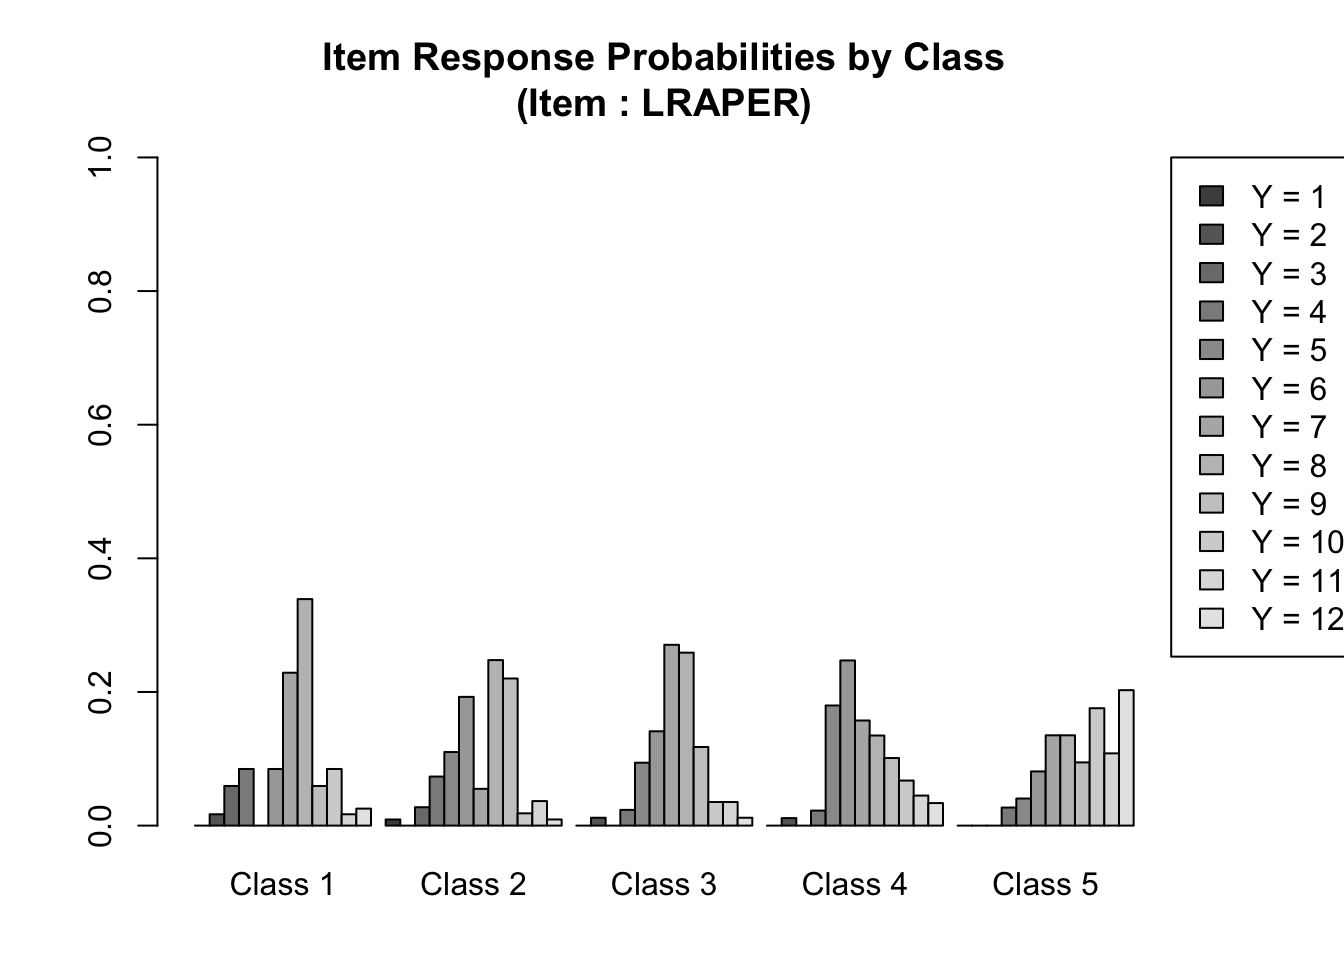 Item Response Probabilities by Class
(Item : LRAPER)
1.0
0.8
0.6
0.4
0.2
0.0
Class 1
Class 2
Class 3
Class 4
Class 5
Y = 1
Y = 2
Y = 3
Y = 4
Y = 5
Y = 6
Y = 7
Y = 8
Y = 9
Y = 10
Y = 11
Y = 12